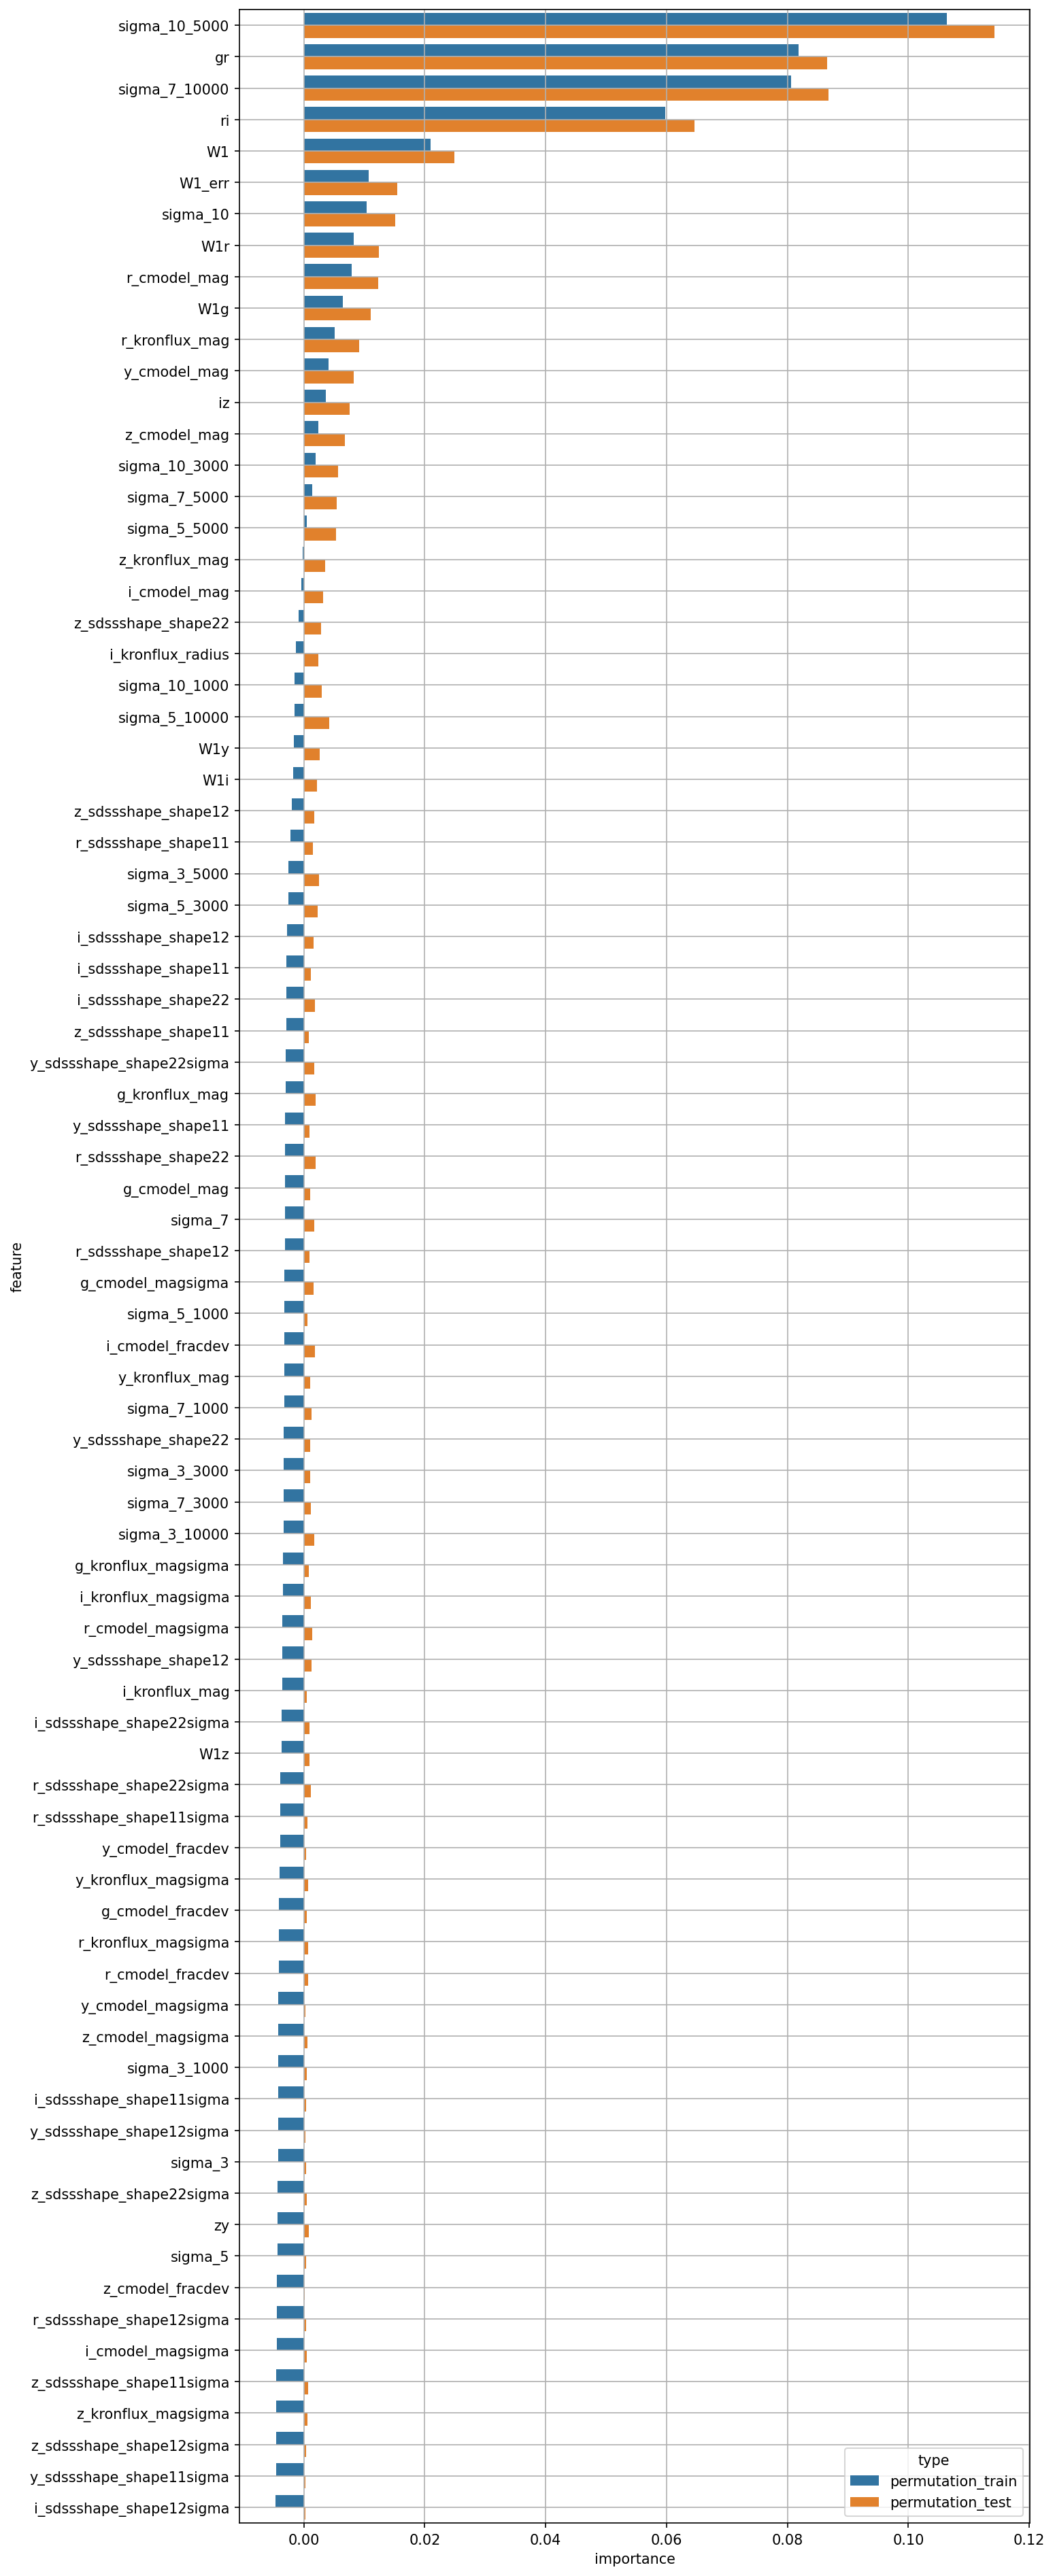 sigma_10_5000
gr
sigma_7_10000
ri
W1
W1_err
sigma_10
W1r
r_cmodel_mag
W1g
r_kronflux_mag
y_cmodel_mag
iz
z_cmodel_mag
sigma_10_3000
sigma_7_5000
sigma_5_5000
z_kronflux_mag
i_cmodel_mag
z_sdssshape_shape22
i_kronflux_radius
sigma_10_1000
sigma_5_10000
W1y
W1i
z_sdssshape_shape12
r_sdssshape_shape11
sigma_3_5000
sigma_5_3000
i_sdssshape_shape12
i_sdssshape_shape11
i_sdssshape_shape22
z_sdssshape_shape11
y_sdssshape_shape22sigma
g_kronflux_mag
y_sdssshape_shape11
r_sdssshape_shape22
g_cmodel_mag
sigma_7
r_sdssshape_shape12
g_cmodel_magsigma
sigma_5_1000
i_cmodel_fracdev
y_kronflux_mag
sigma_7_1000
y_sdssshape_shape22
sigma_3_3000
sigma_7_3000
sigma_3_10000
g_kronflux_magsigma
i_kronflux_magsigma
r_cmodel_magsigma
y_sdssshape_shape12
i_kronflux_mag
i_sdssshape_shape22sigma
W1z
r_sdssshape_shape22sigma
r_sdssshape_shape11sigma
y_cmodel_fracdev
y_kronflux_magsigma
g_cmodel_fracdev
r_kronflux_magsigma
r_cmodel_fracdev
y_cmodel_magsigma
z_cmodel_magsigma
sigma_3_1000
i_sdssshape_shape11sigma
y_sdssshape_shape12sigma
sigma_3
z_sdssshape_shape22sigma
zy
sigma_5
z_cmodel_fracdev
r_sdssshape_shape12sigma
i_cmodel_magsigma
z_sdssshape_shape11sigma
z_kronflux_magsigma
z_sdssshape_shape12sigma
y_sdssshape_shape11sigma
i_sdssshape_shape12sigma
feature
type
permutation_train
permutation_test
0.00 0.02 0.04 0.06 0.08 0.10 0.12
importance